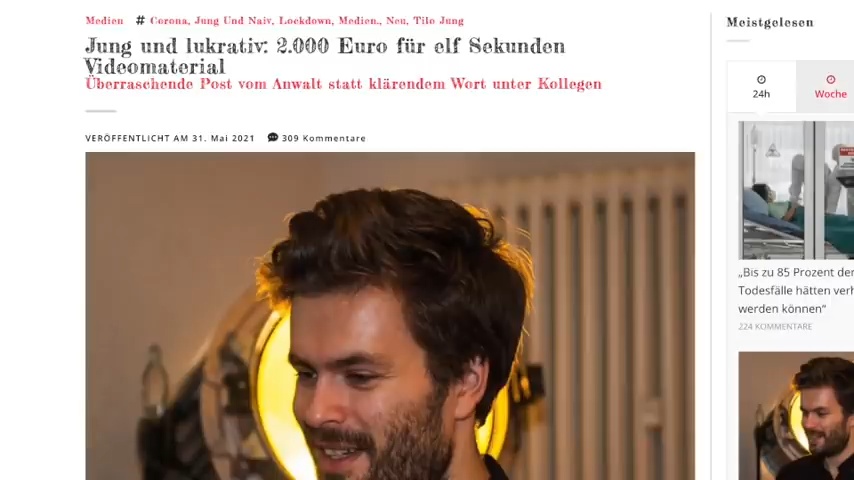 Medien # Corona, Jung Und Naiv, Lockdown, Medien., Neu, Tilo Jung
Jung und lukrativ: 2.000 Euro für elf Sekunden
Videomaterial
Überraschende Post vom Anwalt statt klärendem Wort unter Kollegen
VERÖFFENTLICHT AM 31. Mai 2021 309 Kommentare
Meistgelesen
24h
Woche
„Bis zu 85 Prozent der
Todesfälle hätten verh
werden können“
224 KOMMENTARE